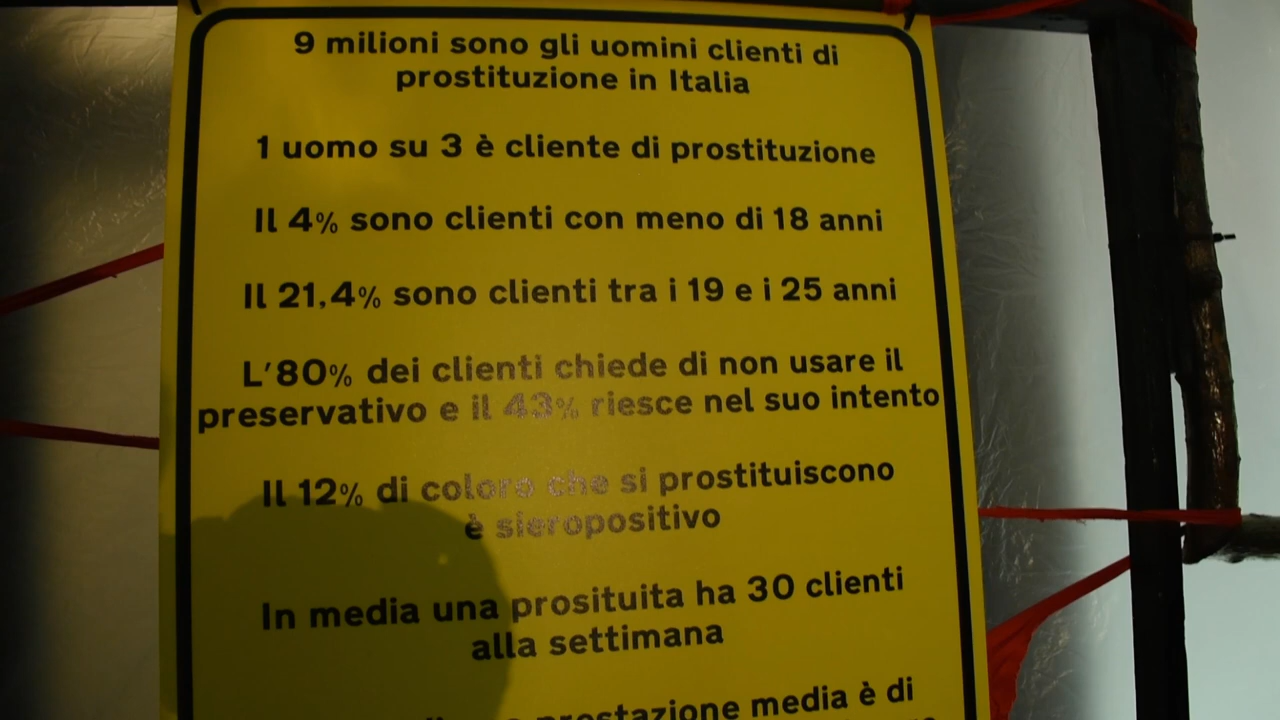 9 milioni sono gli uomini clienti di
prostituzione in Italia
1 uomo su 3 è cliente di prostituzione
Il 4% sono clienti con meno di 18 anni
Il 21,4% sono clienti tra i 19 e i 25 anni
L'80% dei clienti chiede di non usare il
preservativo e il 43% riesce nel suo intento
Il 12% di coloro che si prostituiscono
è sieropositivo
In media una prosituita ha 30 clienti
alla settimana
prestazione media è di